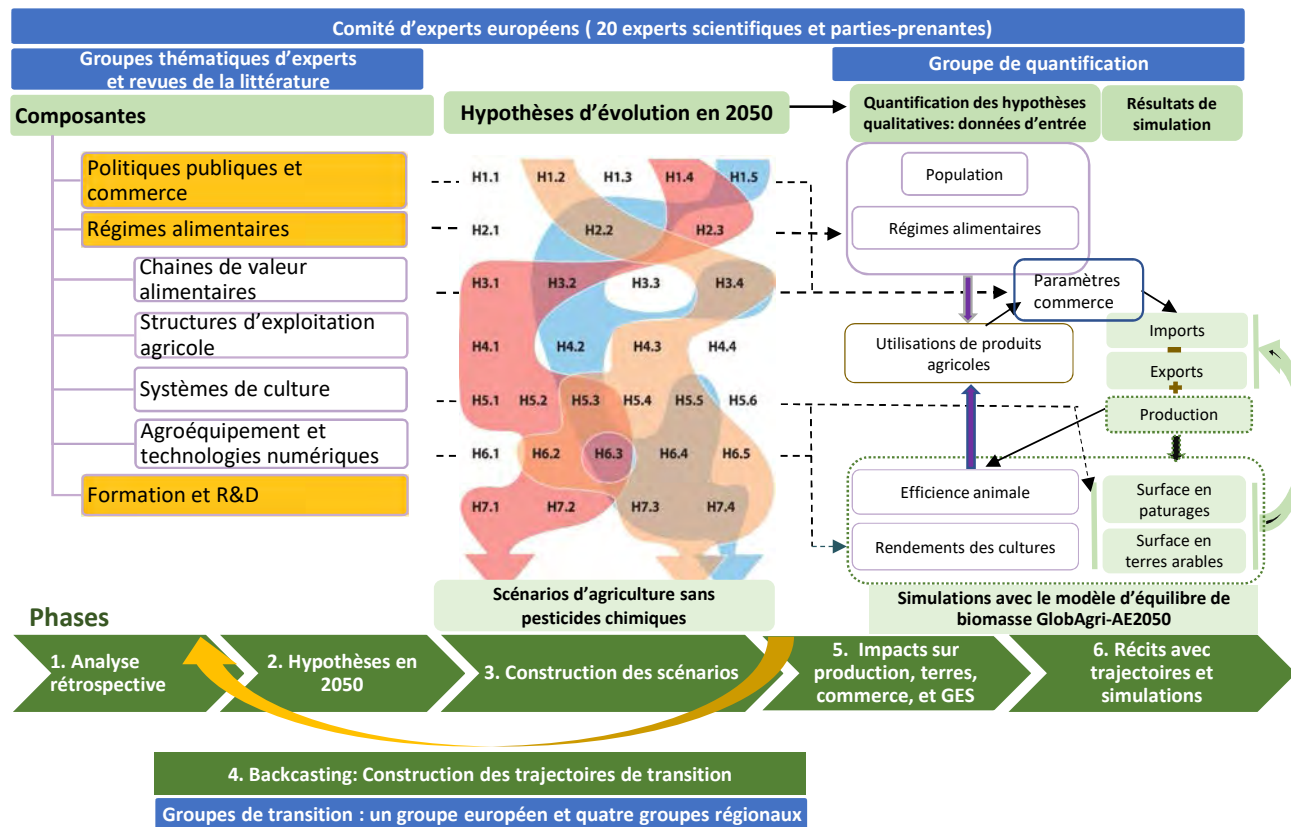 Comité d'experts européens ( 20 experts scientifiques et parties-prenantes)
Groupes thématiques d'experts
et revues de la littérature
Groupe de quantification
Composantes
Hypothèses d'évolution en 2050
Quantification des hypothèses
qualitatives: données d'entrée
Résultats de
simulation
Politiques publiques et
commerce
Régimes alimentaires
Chaines de valeur
alimentaires
Structures d'exploitation
agricole
Systèmes de culture
Agroéquipement et
technologies numériques
Formation et R&D
H1.1 H1.2 H1.3 H1.4 H1.5
H2.1 H2.2 H2.3
H3.1 H3.2 H3.3 H3.4
H4.1 H4.2 H4.3 H4.4
H5.1 H5.2 H5.3 H5.4 H5.5 H5.6
H6.1 H6.2 H6.3 H6.4 H6.5
H7.1 H7.2 H7.3 H7.4
Population
Régimes alimentaires
Paramètres
commerce
Utilisations de produits
agricoles
Imports
Exports
Production
Efficience animale
Rendements des cultures
Surface en
paturages
Surface en
terres arables
Scénarios d'agriculture sans
pesticides chimiques
Simulations avec le modèle d'équilibre de
biomasse GlobAgri-AE2050
Phases
1. Analyse
rétrospective
2. Hypothèses en
2050
3. Construction des scénarios
5. Impacts sur
production, terres,
commerce, et GES
6. Récits avec
trajectoires et
simulations
4. Backcasting: Construction des trajectoires de transition
Groupes de transition : un groupe européen et quatre groupes régionaux